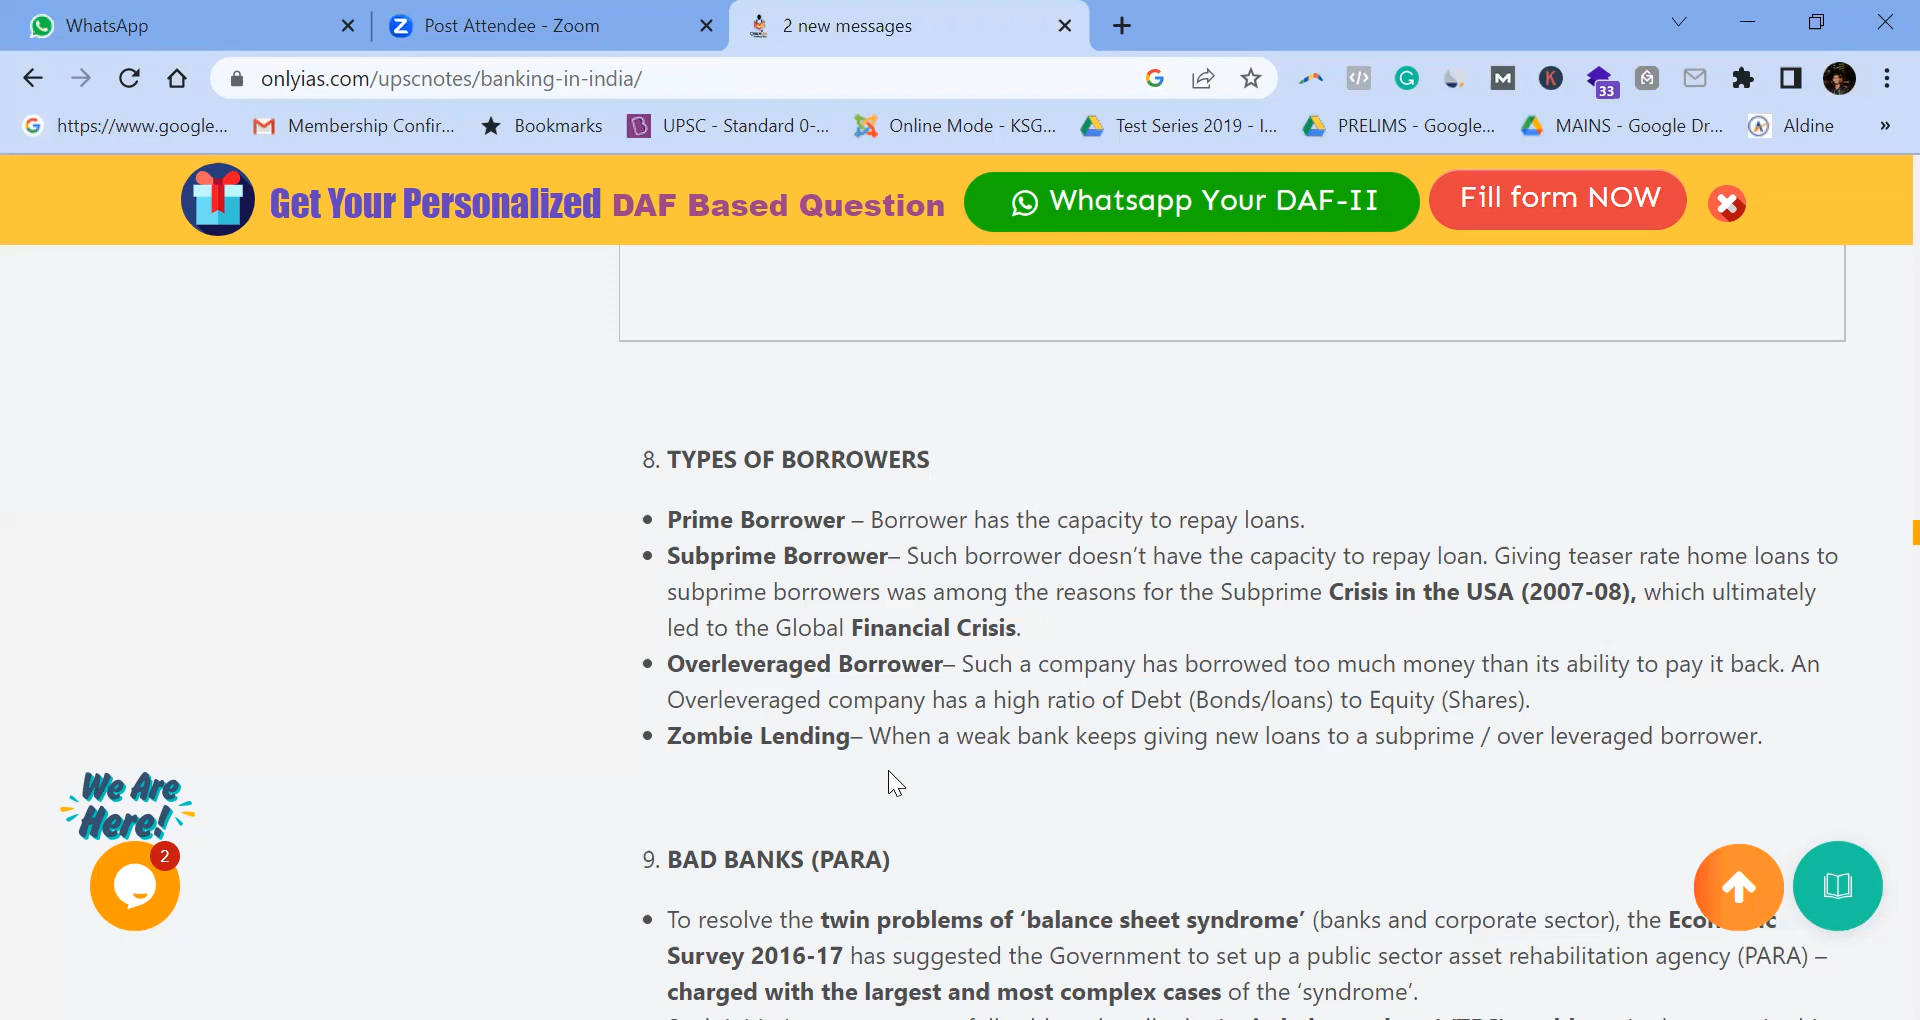 WhatsApp
Post Attendee - Zoom
2 new messages
onlyias.com/upscnotes/banking-in-india/
33
https://www.google...
Membership Confir...
Bookmarks
UPSC - Standard 0-...
Online Mode - KSG...
Test Series 2019 - I...
PRELIMS - Google...
MAINS - Google Dr...
Aldine
»
Get Your Personalized DAF Based Question
Whatsapp Your DAF-II
Fill form NOW
8. TYPES OF BORROWERS
• Prime Borrower – Borrower has the capacity to repay loans.
• Subprime Borrower– Such borrower doesn’t have the capacity to repay loan. Giving teaser rate home loans to
subprime borrowers was among the reasons for the Subprime Crisis in the USA (2007-08), which ultimately
led to the Global Financial Crisis.
• Overleveraged Borrower– Such a company has borrowed too much money than its ability to pay it back. An
Overleveraged company has a high ratio of Debt (Bonds/loans) to Equity (Shares).
• Zombie Lending– When a weak bank keeps giving new loans to a subprime / over leveraged borrower.
We Are
Here!
2
9. BAD BANKS (PARA)
• To resolve the twin problems of ‘balance sheet syndrome’ (banks and corporate sector), the
Survey 2016-17 has suggested the Government to set up a public sector asset rehabilitation agency (PARA) –
charged with the largest and most complex cases of the ‘syndrome’.